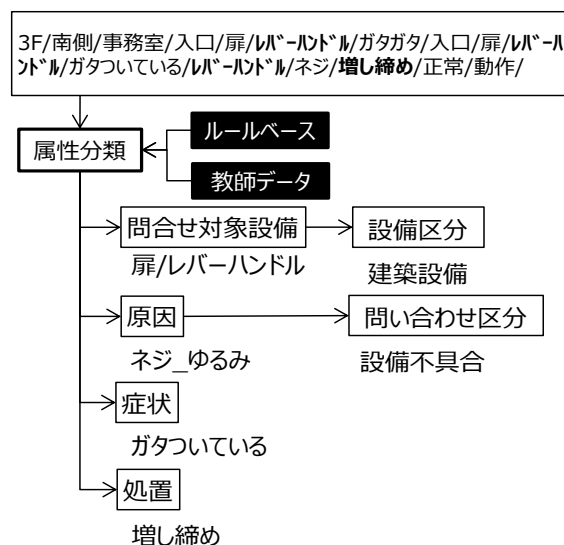 3F/南側/事務室/入口/扉/ﾚﾊﾞｰﾊﾝﾄﾞﾙ/ガタガタ/入口/扉/ﾚﾊﾞｰﾊ
ﾝﾄﾞﾙ/ガタついている/ﾚﾊﾞｰﾊﾝﾄﾞﾙ/ネジ/増し締め/正常/動作/
ルールベース
属性分類
教師データ
問合せ対象設備
設備区分
扉/レバーハンドル
建築設備
原因
問い合わせ区分
ネジ_ゆるみ
設備不具合
症状
ガタついている
処置
増し締め